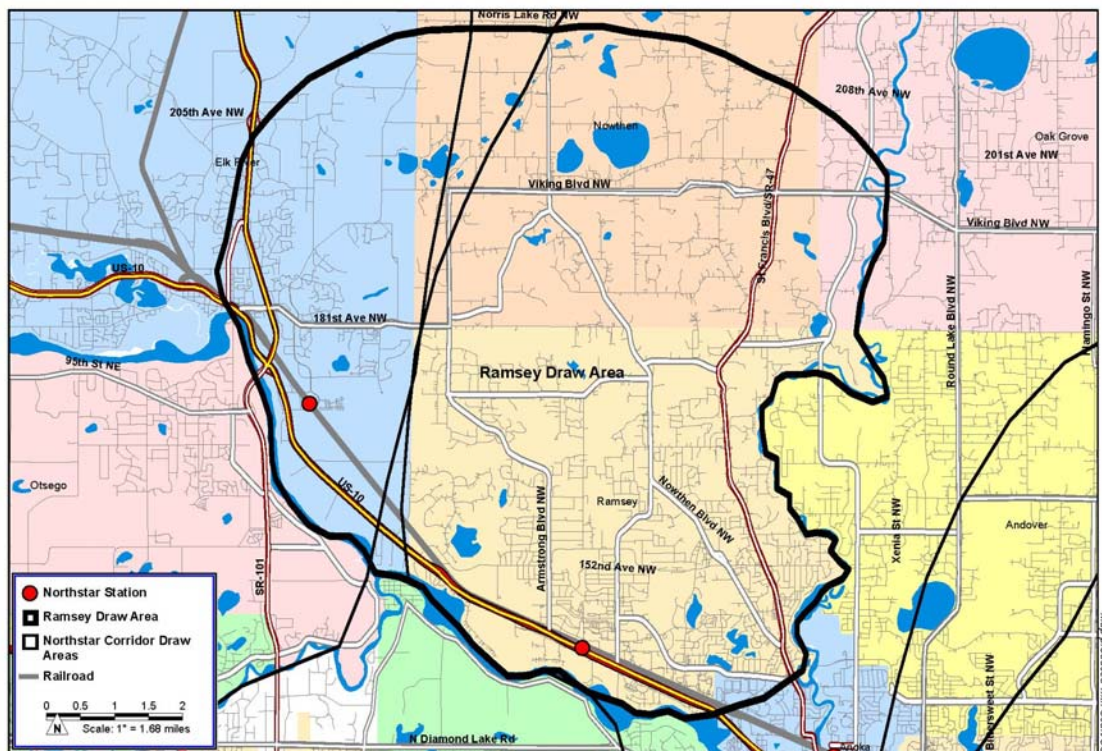 Norris Lake Rd NW
208th Ave NW
205th Ave NW
Nowthen
Oak Grove
201st Ave NW
Elk River
Viking Blvd NW
St Francis Blvd/SR-47
Viking Blvd NW
US-10
181st Ave NW
Round Lake Blvd NW
Flamingo St NW
95th St NE
Ramsey Draw Area
US-10
Otsego
Ramsey
Nowthen Blvd NW
Armstrong Blvd NW
Xenia St NW
Andover
152nd Ave NW
SR-101
Northstar Station
Ramsey Draw Area
Northstar Corridor Draw
Areas
Railroad
0 0.5 1 1.5 2
N
Scale: 1" = 1.68 miles
N Diamond Lake Rd
Anoka
Bittersweet St NW